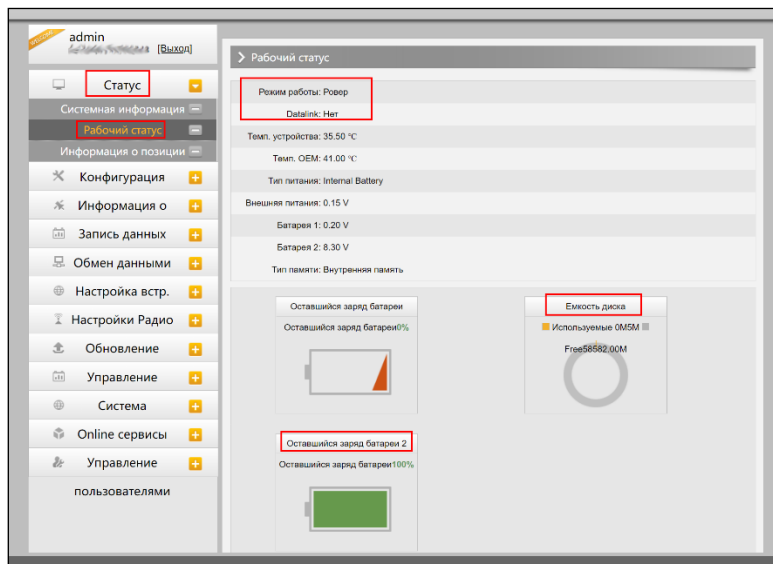 admin
[Выход]
Статус
Системная информация
Рабочий статус
Информация о позиции
Конфигурация
Информация о
Запись данных
Обмен данными
Настройка встр.
Настройки Радио
Обновление
Управление
Система
Online сервисы
Управление
пользователями
Рабочий статус
Режим работы: Ровер
Datalink: Нет
Темп. устройства: 35.50 °C
Темп. OEM: 41.00 °C
Тип питания: Internal Battery
Внешняя питания: 0.15 V
Батарея 1: 0.20 V
Батарея 2: 8.30 V
Тип памяти: Внутренняя память
Оставшийся заряд батареи
Оставшийся заряд батареи0%
Емкость диска
Используемые 0M5M
Free58582.00M
Оставшийся заряд батареи 2
Оставшийся заряд батареи100%